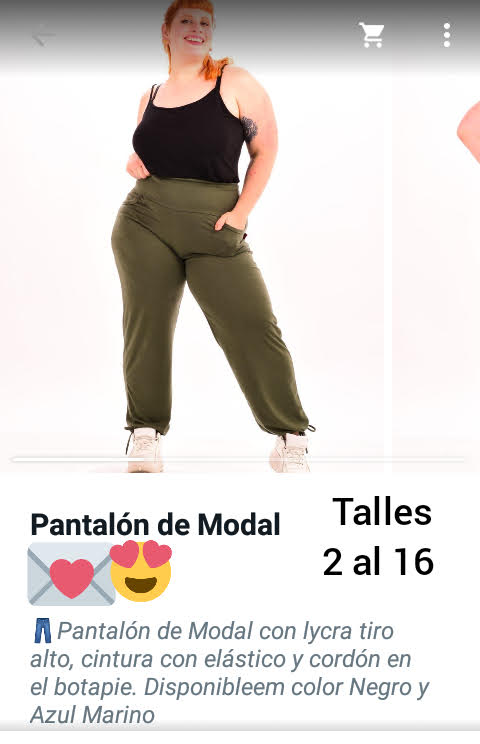 Pantalón de Modal
Talles
2 al 16
Pantalón de Modal con lycra tiro
alto, cintura con elástico y cordón en
el botapie. Disponibleem color Negro y
Azul Marino